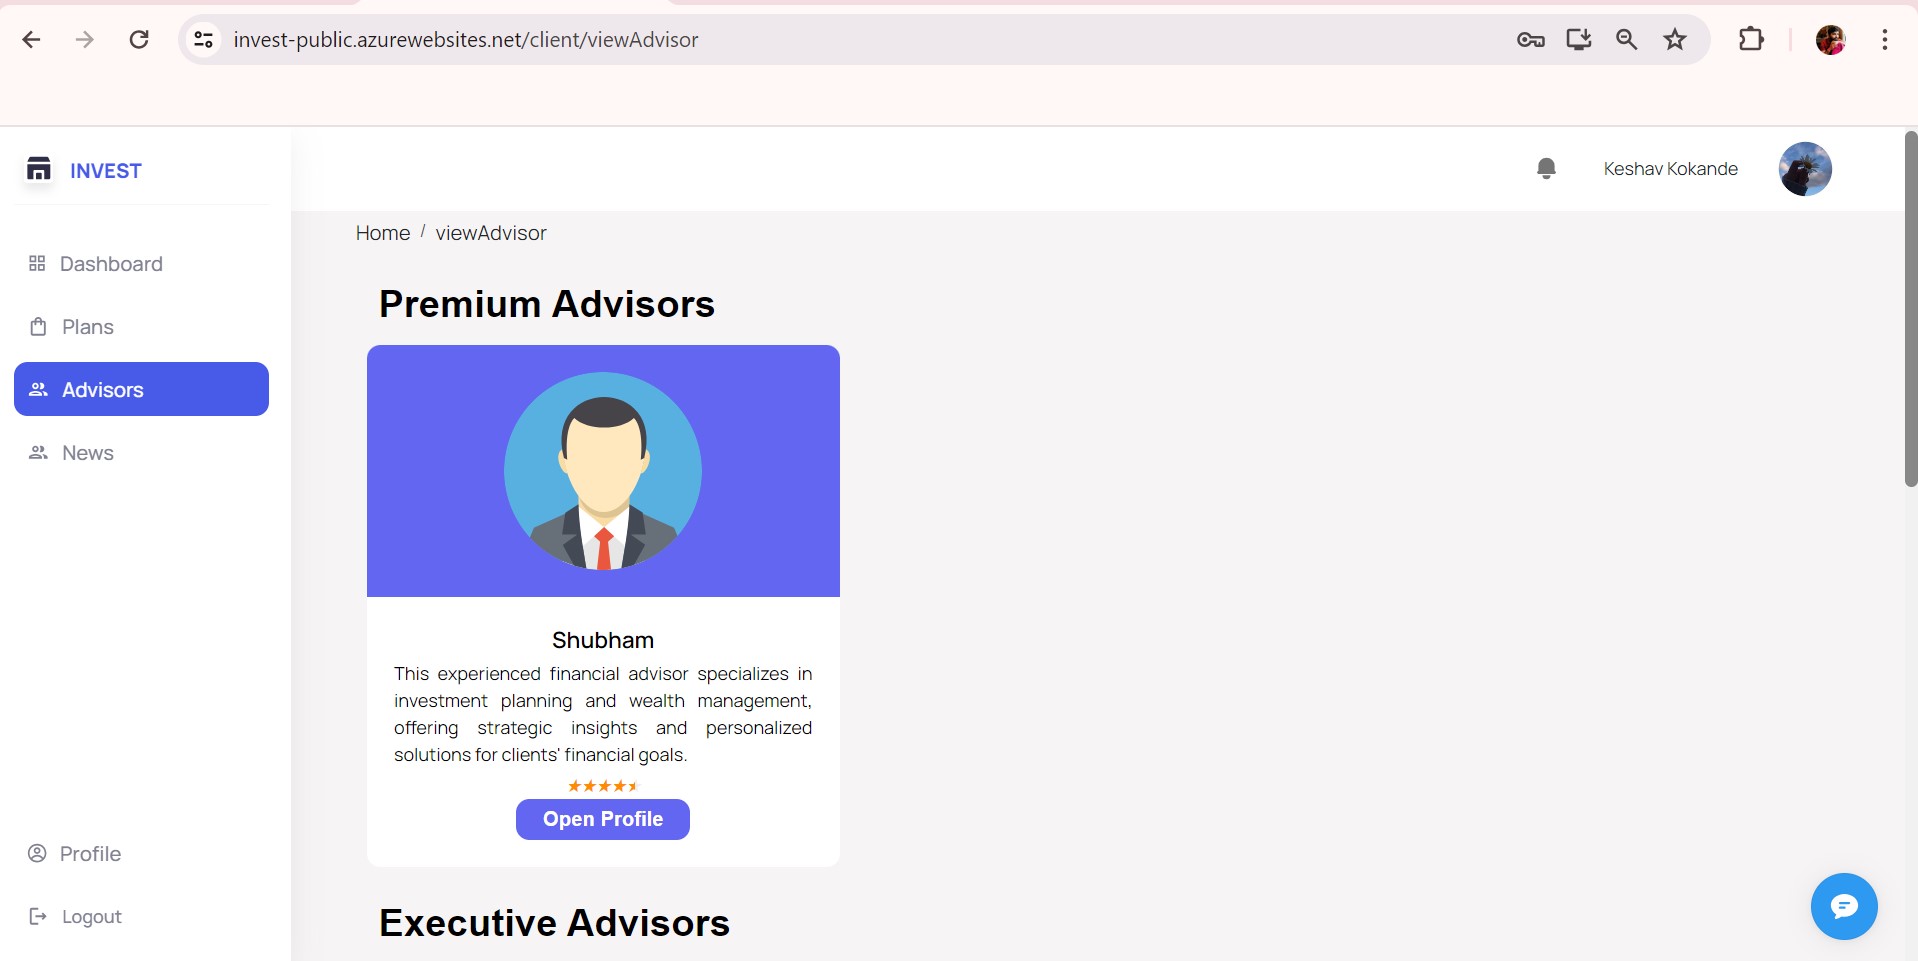 invest-public.azurewebsites.net/client/viewAdvisor
INVEST
Keshav Kokande
Home / viewAdvisor
Dashboard
Plans
Advisors
News
Profile
Logout
Premium Advisors
Shubham
This experienced financial advisor specializes in
investment planning and wealth management,
offering strategic insights and personalized
solutions for clients' financial goals.
Open Profile
Executive Advisors